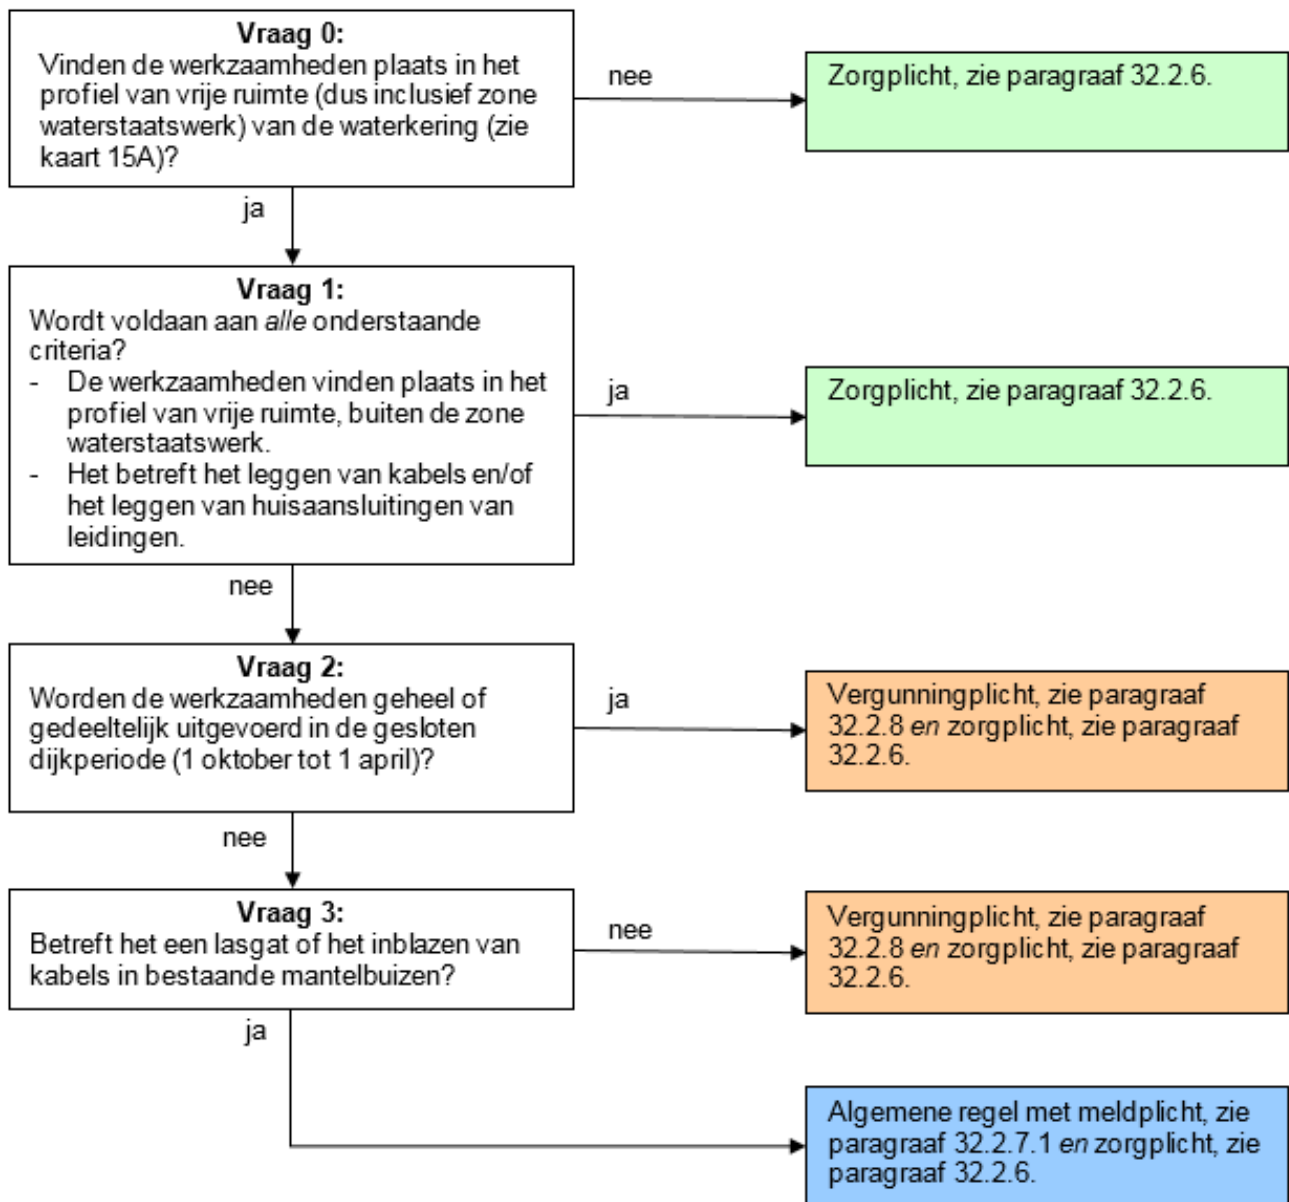 Vraag 0:
Vinden de werkzaamheden plaats in het
profiel van vrije ruimte (dus inclusief zone
waterstaatswerk) van de waterkering (zie
kaart 15A)?
nee
Zorgplicht, zie paragraaf 32.2.6.
ja
Vraag 1:
Wordt voldaan aan alle onderstaande
criteria?
- De werkzaamheden vinden plaats in het
profiel van vrije ruimte, buiten de zone
waterstaatswerk.
- Het betreft het leggen van kabels en/of
het leggen van huisaansluitingen van
leidingen.
ja
Zorgplicht, zie paragraaf 32.2.6.
nee
Vraag 2:
Worden de werkzaamheden geheel of
gedeeltelijk uitgevoerd in de gesloten
dijkperiode (1 oktober tot 1 april)?
ja
Vergunningplicht, zie paragraaf
32.2.8 en zorgplicht, zie paragraaf
32.2.6.
nee
Vraag 3:
Betreft het een lasgat of het inblazen van
kabels in bestaande mantelbuizen?
nee
Vergunningplicht, zie paragraaf
32.2.8 en zorgplicht, zie paragraaf
32.2.6.
ja
Algemene regel met meldplicht, zie
paragraaf 32.2.7.1 en zorgplicht, zie
paragraaf 32.2.6.